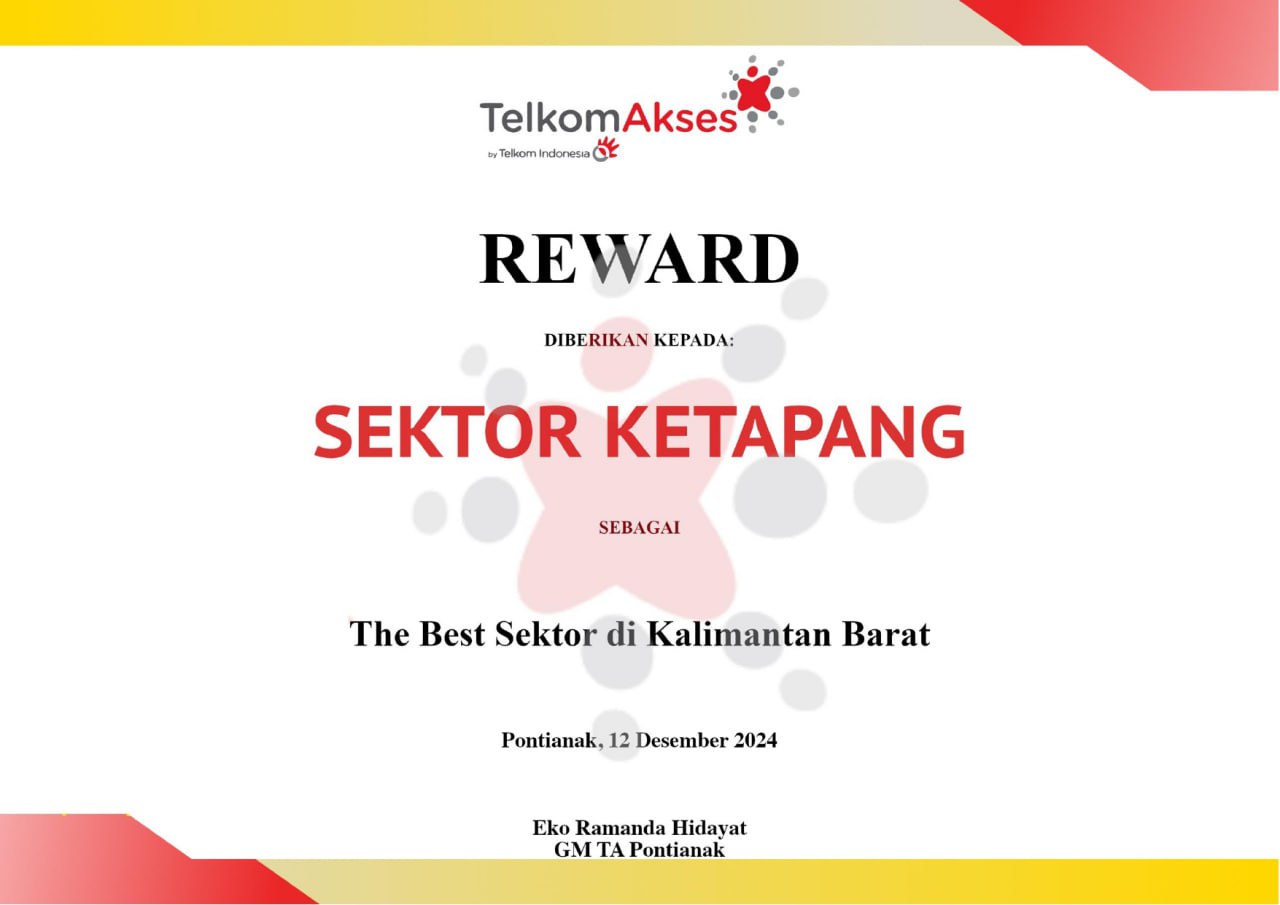 TelkomAkses
by Telkom Indonesia
REWARD
DIBERIKAN KEPADA:
SEKTOR KETAPANG
SEBAGAI
The Best Sektor di Kalimantan Barat
Pontianak, 12 Desember 2024
Eko Ramanda Hidayat
GM TA Pontianak